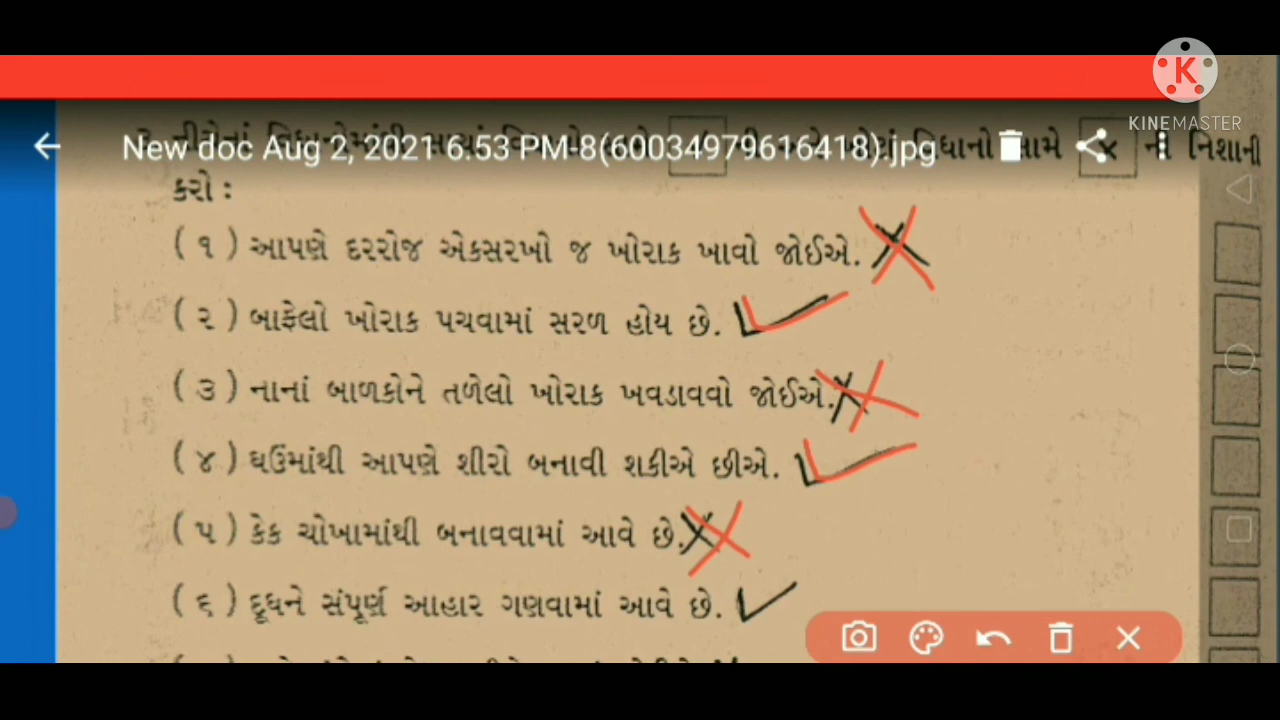 KINEMASTER
New doc Aug 2, 2021 6.53 PM-8(60034979616418).jpg
સામે × ની નિશાની
કરો :
( ૧ ) આપણે દરરોજ એકસરખો જ ખોરાક ખાવો જોઈએ. ✗
( ૨ ) બાફેલો ખોરાક પચવામાં સરળ હોય છે. ✓
( ૩ ) નાનાં બાળકોને તળેલો ખોરાક ખવડાવવો જોઈએ. ✗
( ૪ ) ઘઉંમાંથી આપણે શીરો બનાવી શકીએ છીએ. ✓
( ૫ ) કેક ચોખામાંથી બનાવવામાં આવે છે. ✗
( ૬ ) દૂધને સંપૂર્ણ આહાર ગણવામાં આવે છે. ✓